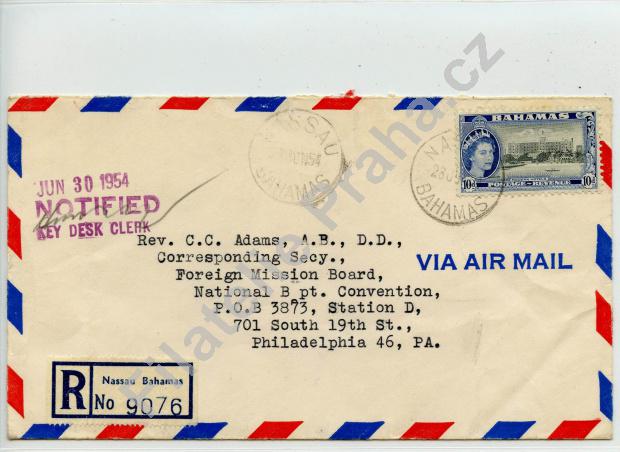 JUN 30 1954
NOTIFIED
KEY DESK CLERK
NASSAU
BAHAMAS
NAS
BAHAMAS
BAHAMAS
10d
POSTAGE - REVENUE
10d
Rev. C.C. Adams, A.B., D.D.,
Corresponding Secy.,
Foreign Mission Board,
National B pt. Convention,
P.O.B 3873, Station D,
701 South 19th St.,
Philadelphia 46, PA.
VIA AIR MAIL
R
Nassau Bahamas
No 9076
Filatelie Praha.cz